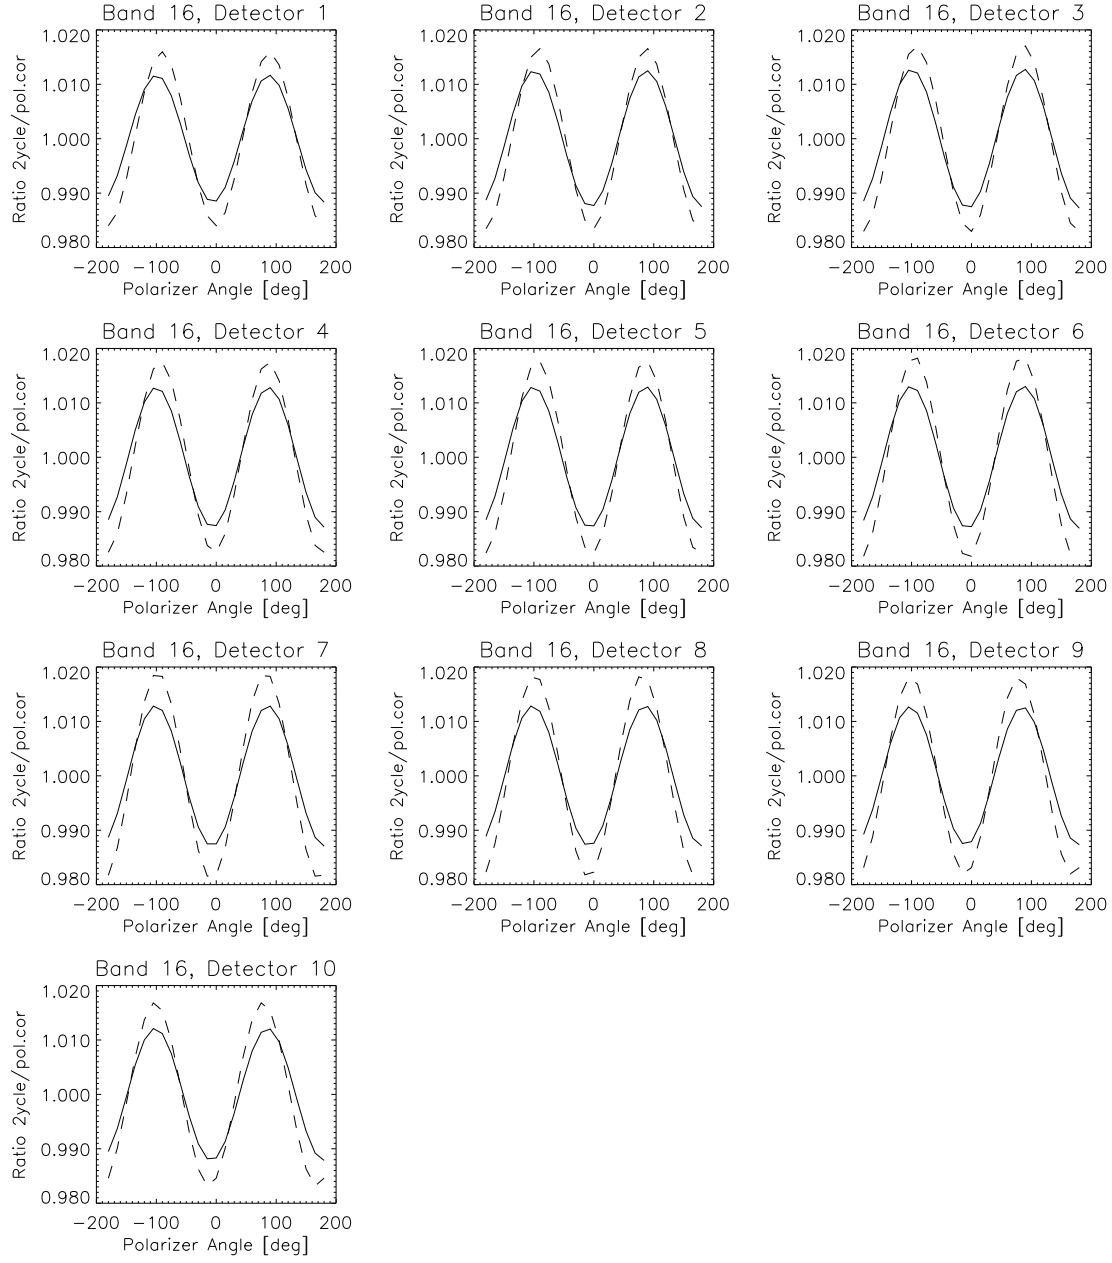 Band 16, Detector 1
Ratio 2ycle/pol.cor
1.020
1.010
1.000
0.990
0.980
−200 −100 0 100 200
Polarizer Angle [deg]
Band 16, Detector 2
Ratio 2ycle/pol.cor
1.020
1.010
1.000
0.990
0.980
−200 −100 0 100 200
Polarizer Angle [deg]
Band 16, Detector 3
Ratio 2ycle/pol.cor
1.020
1.010
1.000
0.990
0.980
−200 −100 0 100 200
Polarizer Angle [deg]
Band 16, Detector 4
Ratio 2ycle/pol.cor
1.020
1.010
1.000
0.990
0.980
−200 −100 0 100 200
Polarizer Angle [deg]
Band 16, Detector 5
Ratio 2ycle/pol.cor
1.020
1.010
1.000
0.990
0.980
−200 −100 0 100 200
Polarizer Angle [deg]
Band 16, Detector 6
Ratio 2ycle/pol.cor
1.020
1.010
1.000
0.990
0.980
−200 −100 0 100 200
Polarizer Angle [deg]
Band 16, Detector 7
Ratio 2ycle/pol.cor
1.020
1.010
1.000
0.990
0.980
−200 −100 0 100 200
Polarizer Angle [deg]
Band 16, Detector 8
Ratio 2ycle/pol.cor
1.020
1.010
1.000
0.990
0.980
−200 −100 0 100 200
Polarizer Angle [deg]
Band 16, Detector 9
Ratio 2ycle/pol.cor
1.020
1.010
1.000
0.990
0.980
−200 −100 0 100 200
Polarizer Angle [deg]
Band 16, Detector 10
Ratio 2ycle/pol.cor
1.020
1.010
1.000
0.990
0.980
−200 −100 0 100 200
Polarizer Angle [deg]